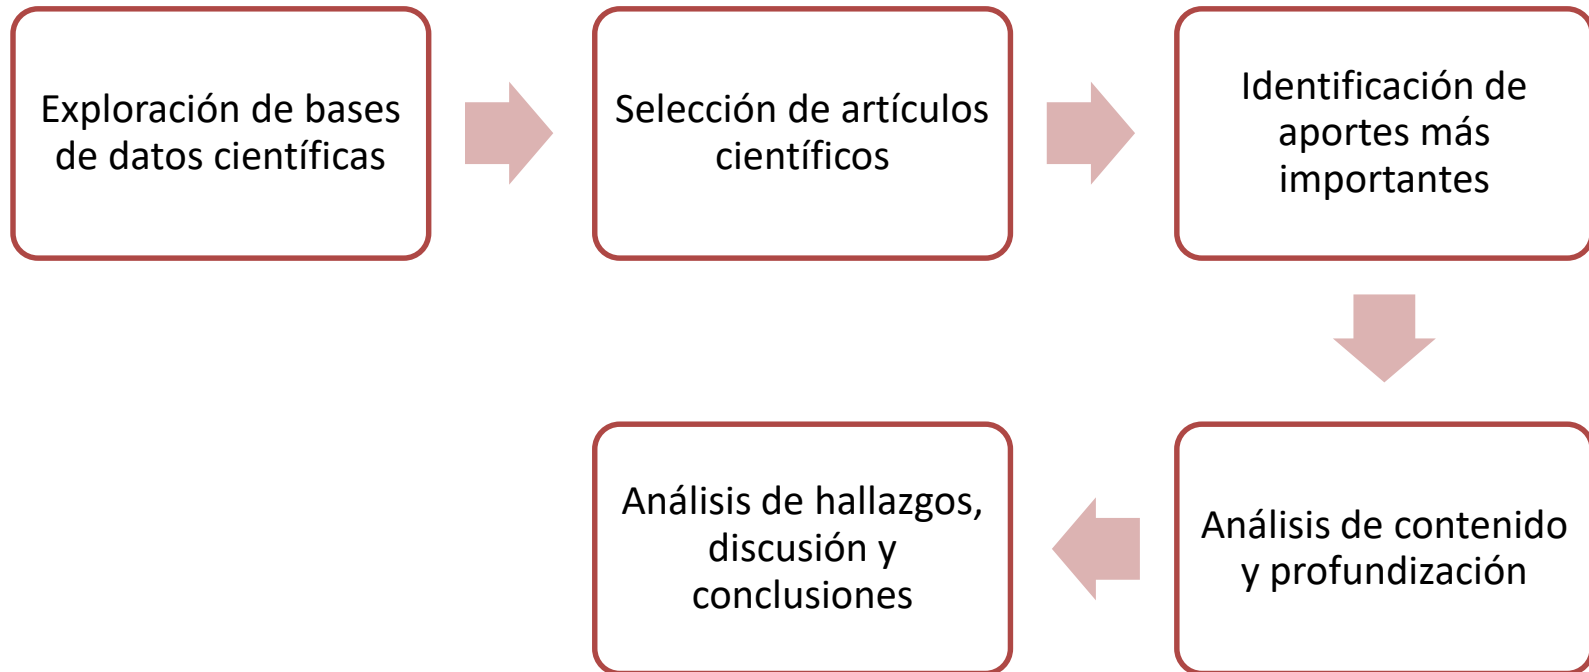 Exploración de bases
de datos científicas
Selección de artículos
científicos
Identificación de
aportes más
importantes
Análisis de contenido
y profundización
Análisis de hallazgos,
discusión y
conclusiones